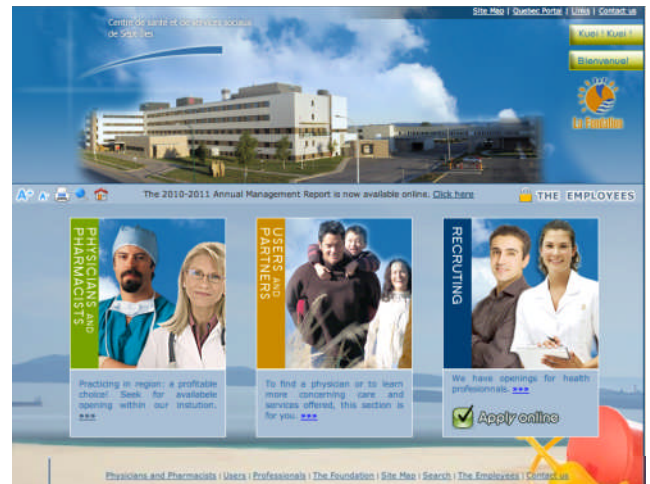 Site Map | Quebec Portal | Links | Contact us
Centre de santé et de services sociaux
de Sept-Îles
Kuei ! Kuei !
Bienvenue!
La Fondation
A+ A-
The 2010-2011 Annual Management Report is now available online. Click here
THE EMPLOYEES
PHYSICIANS AND
PHARMACISTS
USERS AND
PARTNERS
RECRUTING
Practicing in region: a profitable
choice! Seek for availabele
opening within our instution.
»»»
To find a physician or to learn
more concerning care and
services offered, this section is
for you. »»»
We have openings for health
profesionnals. »»»
Apply online
Physicians and Pharmacists | Users | Professionals | The Foundation | Site Map | Search | The Employees | Contact us